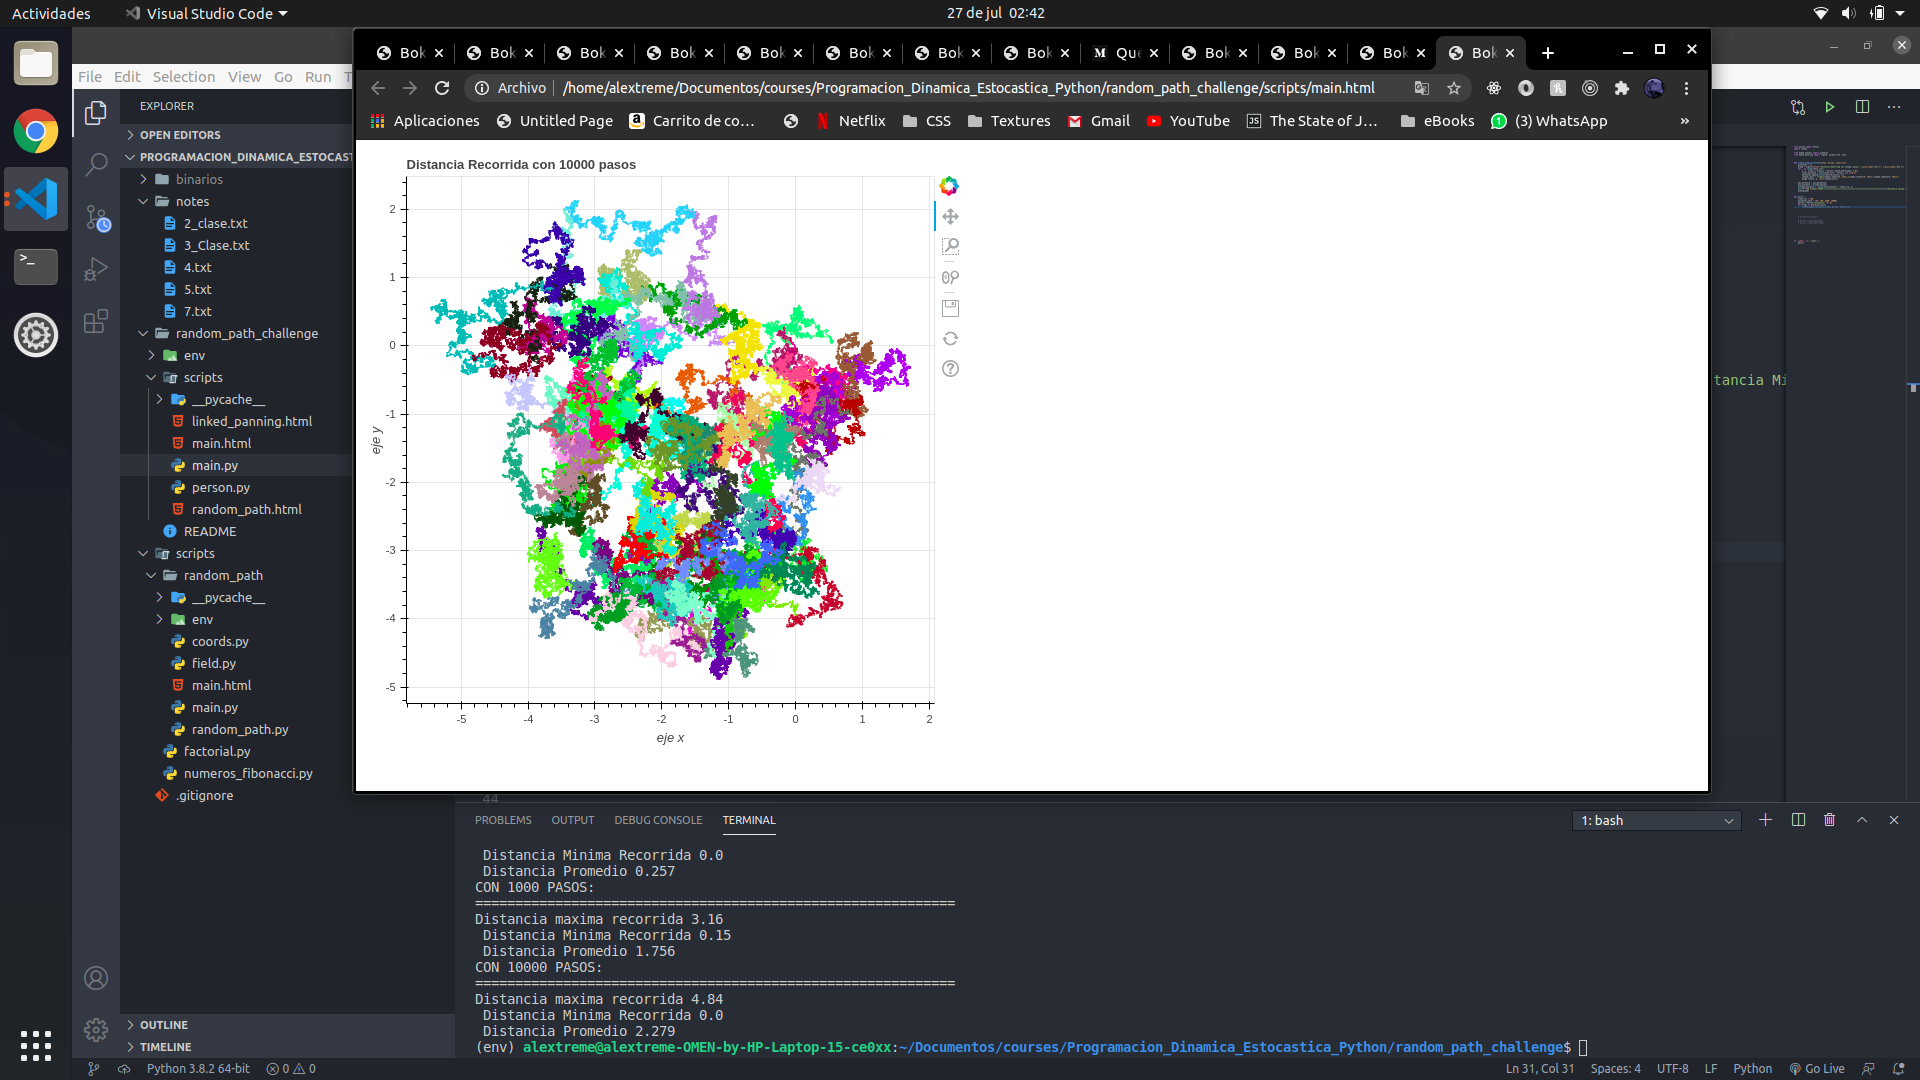 Actividades
Visual Studio Code
27 de jul 02:42
Bok
Bok
Bok
Bok
Bok
Bok
Bok
Bok
Que
Bok
Bok
Bok
Bok
File Edit Selection View Go Run T
Archivo /home/alextreme/Documentos/courses/Programacion_Dinamica_Estocastica_Python/random_path_challenge/scripts/main.html
Aplicaciones
Untitled Page
Carrito de co...
Netflix
CSS
Textures
Gmail
YouTube
The State of J...
eBooks
(3) WhatsApp
»
EXPLORER
OPEN EDITORS
PROGRAMACION_DINAMICA_ESTOCAST
binarios
notes
2_clase.txt
3_Clase.txt
4.txt
5.txt
7.txt
random_path_challenge
env
scripts
__pycache__
linked_panning.html
main.html
main.py
person.py
random_path.html
README
scripts
random_path
__pycache__
env
coords.py
field.py
main.html
main.py
random_path.py
factorial.py
numeros_fibonacci.py
.gitignore
OUTLINE
TIMELINE
Distancia Recorrida con 10000 pasos
2
1
0
-1
-2
-3
-4
-5
eje y
-5 -4 -3 -2 -1 0 1 2
eje x
tancia Mi
44
PROBLEMS OUTPUT DEBUG CONSOLE TERMINAL
1: bash
Distancia Minima Recorrida 0.0
Distancia Promedio 0.257
CON 1000 PASOS:
============================================================
Distancia maxima recorrida 3.16
Distancia Minima Recorrida 0.15
Distancia Promedio 1.756
CON 10000 PASOS:
============================================================
Distancia maxima recorrida 4.84
Distancia Minima Recorrida 0.0
Distancia Promedio 2.279
(env) alextreme@alextreme-OMEN-by-HP-Laptop-15-ce0xx:~/Documentos/courses/Programacion_Dinamica_Estocastica_Python/random_path_challenge$
Python 3.8.2 64-bit 0 0
Ln 31, Col 31 Spaces: 4 UTF-8 LF Python Go Live